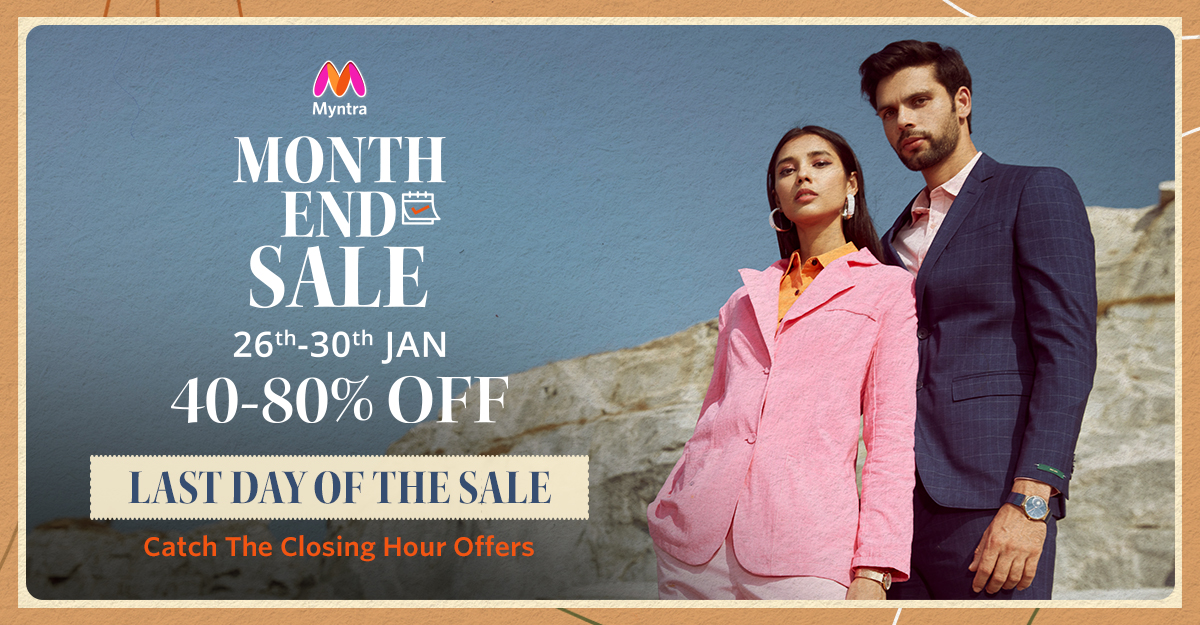 Myntra
MONTH
END
SALE
26th-30th JAN
40-80% OFF
LAST DAY OF THE SALE
Catch The Closing Hour Offers